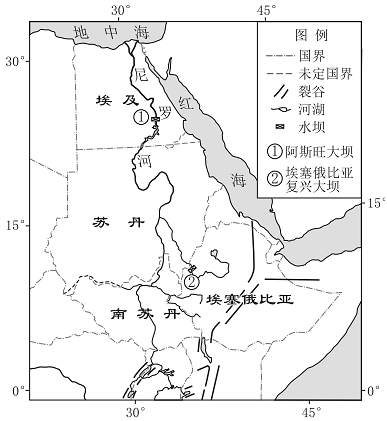 30° 45°
地中海
图例
国界
未定国界
裂谷
河湖
水坝
①阿斯旺大坝
②埃塞俄比亚
复兴大坝
30°
尼
罗
河
红
海
埃及
①
15° 15°
苏丹
②
埃塞俄比亚
南苏丹
0° 0°
30° 45°